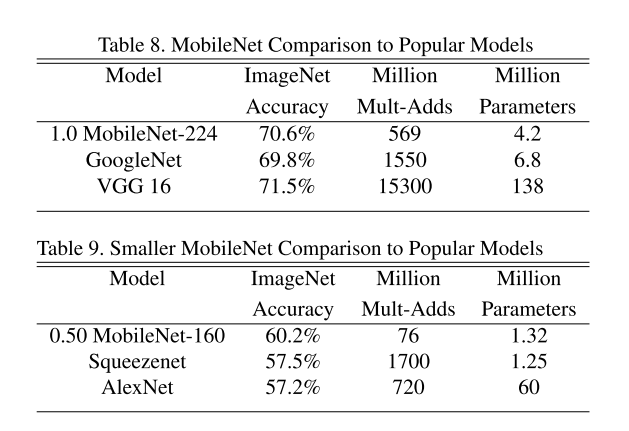 Table 8. MobileNet Comparison to Popular Models
Model ImageNet Million Million
Accuracy Mult-Adds Parameters
1.0 MobileNet-224 70.6% 569 4.2
GoogleNet 69.8% 1550 6.8
VGG 16 71.5% 15300 138
Table 9. Smaller MobileNet Comparison to Popular Models
Model ImageNet Million Million
Accuracy Mult-Adds Parameters
0.50 MobileNet-160 60.2% 76 1.32
Squeezenet 57.5% 1700 1.25
AlexNet 57.2% 720 60